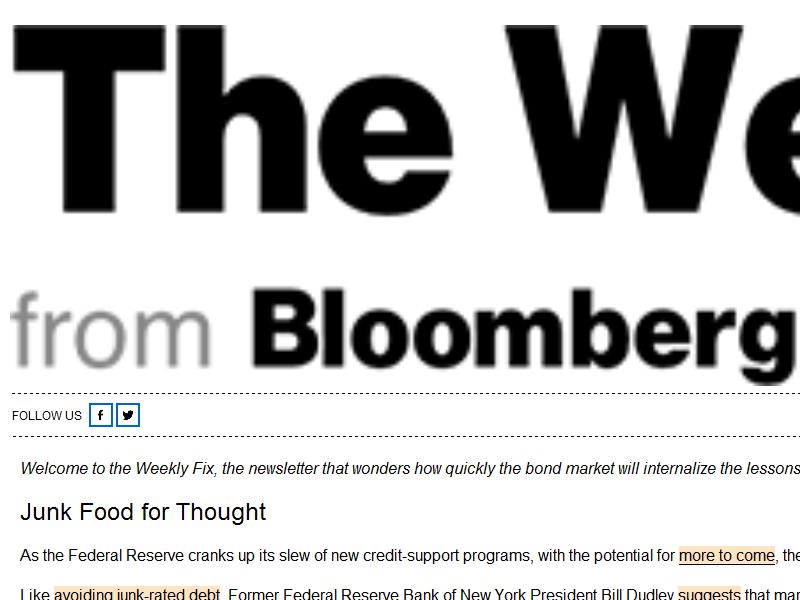 The We
from Bloomberg
FOLLOW US
Welcome to the Weekly Fix, the newsletter that wonders how quickly the bond market will internalize the lessons
Junk Food for Thought
As the Federal Reserve cranks up its slew of new credit-support programs, with the potential for more to come, the
Like avoiding junk-rated debt. Former Federal Reserve Bank of New York President Bill Dudley suggests that mar